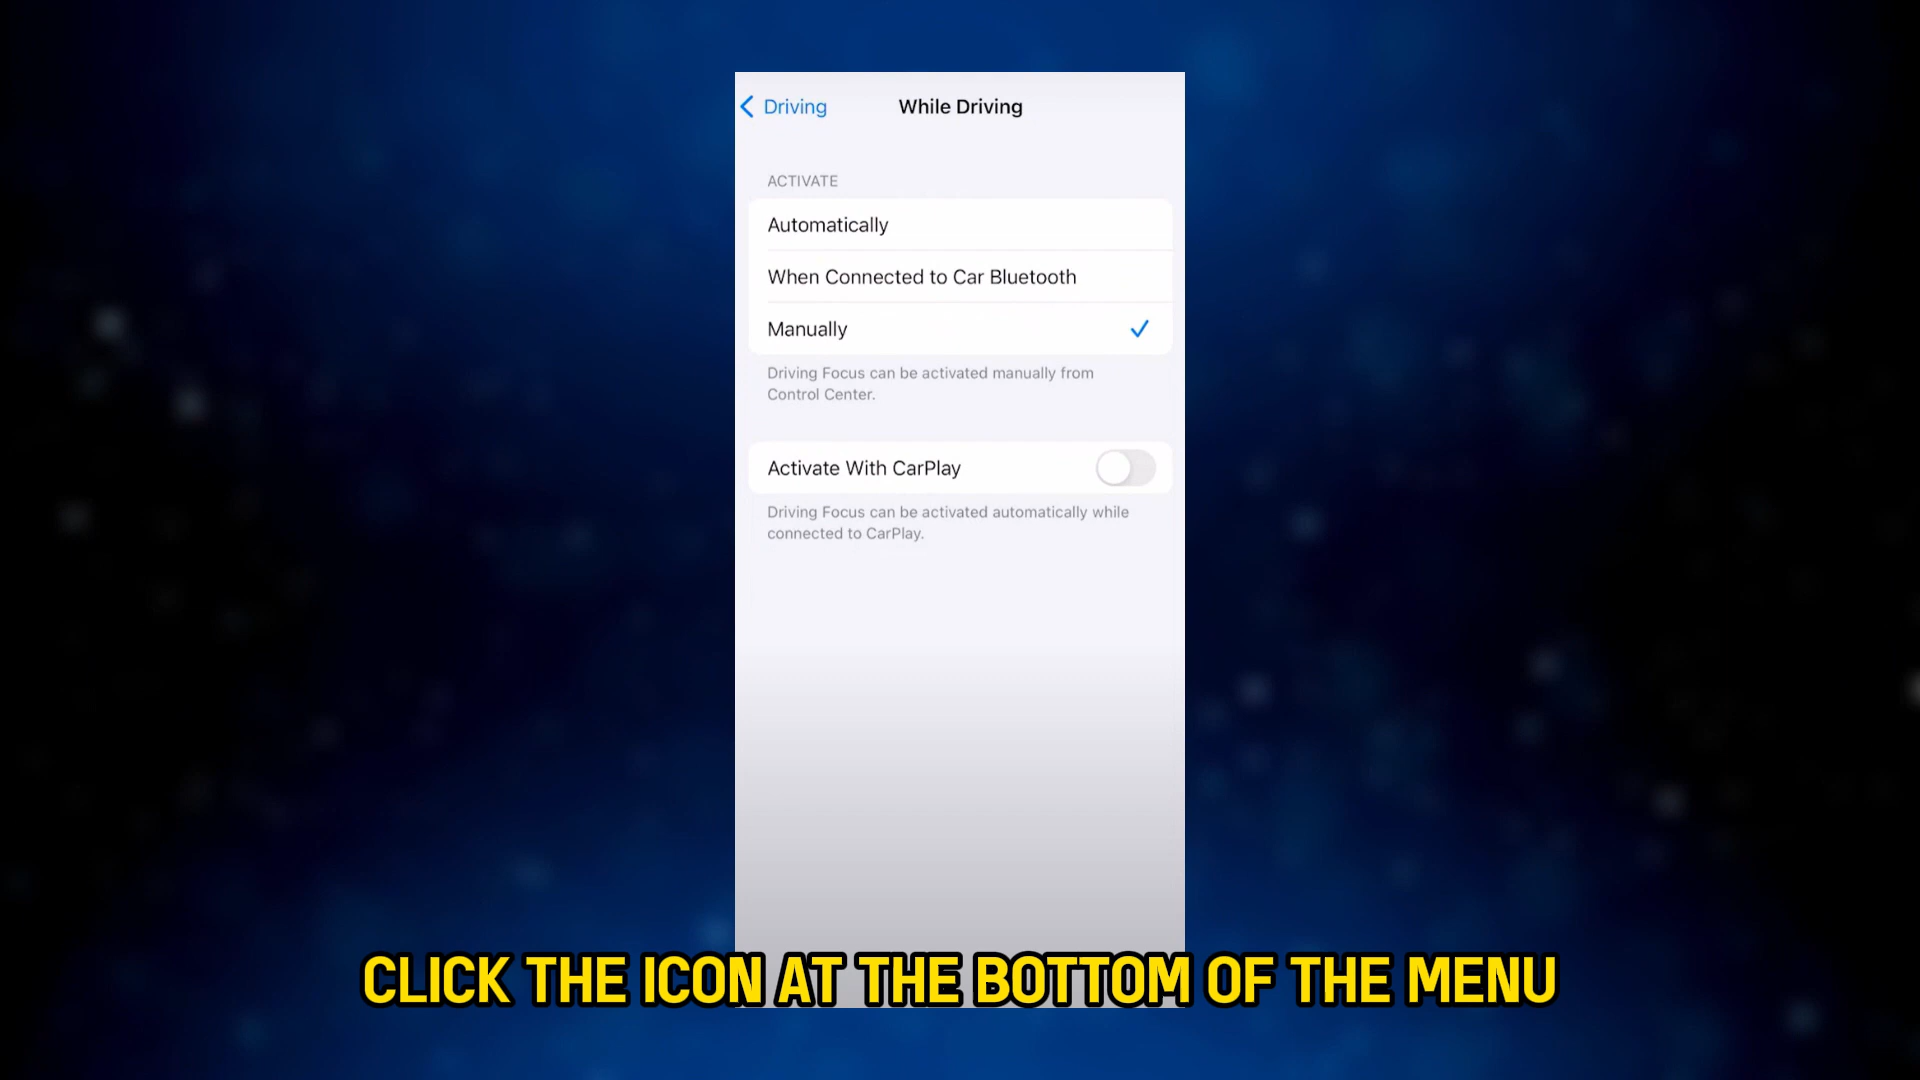 Driving
While Driving
ACTIVATE
Automatically
When Connected to Car Bluetooth
Manually
Driving Focus can be activated manually from
Control Center.
Activate With CarPlay
Driving Focus can be activated automatically while
connected to CarPlay.
CLICK THE ICON AT THE BOTTOM OF THE MENU